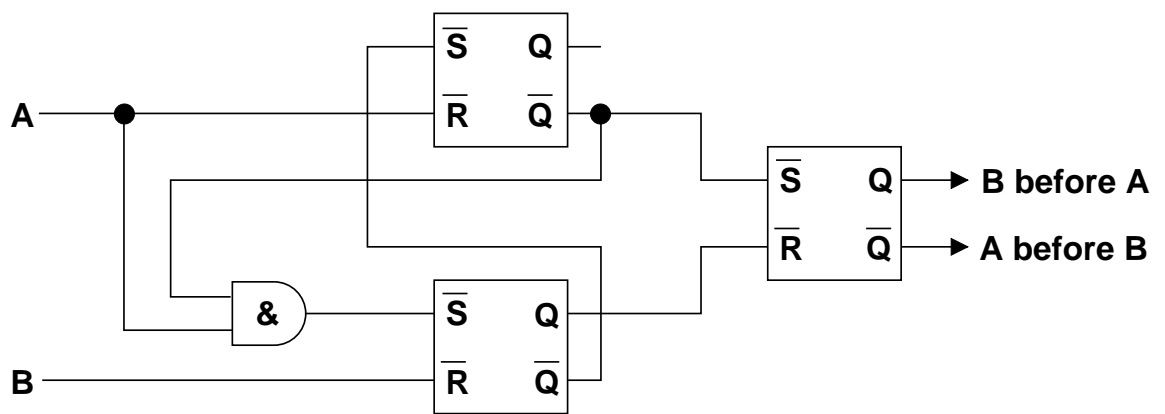 S̅ Q
A R̅ Q̅
S̅ Q B before A
R̅ Q̅ A before B
& S̅ Q
B R̅ Q̅